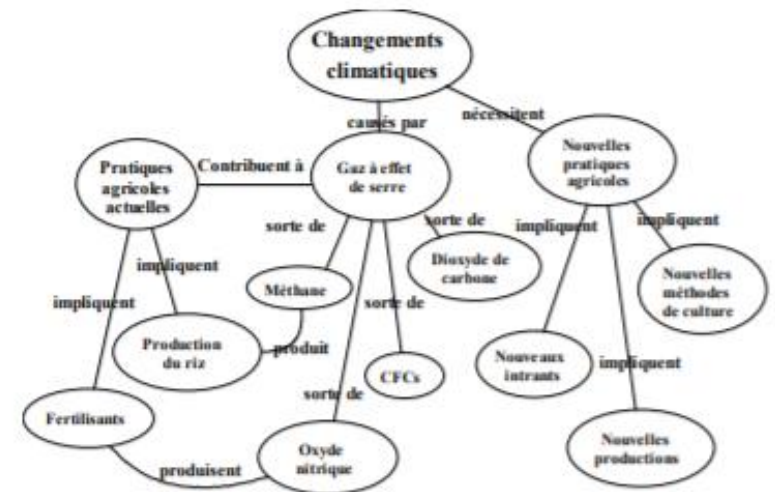 Changements
climatiques
causés par
nécessitent
Pratiques
agricoles
actuelles
Contribuent à
Gaz à effet
de serre
Nouvelles
pratiques
agricoles
sorte de
sorte de
impliquent
impliquent
impliquent
Méthane
Dioxyde de
carbone
Nouvelles
méthodes
de culture
impliquent
sorte de
Production
du riz
produit
CFCs
Nouveaux
intrants
impliquent
sorte de
Fertilisants
Oxyde
nitrique
Nouvelles
productions
produisent